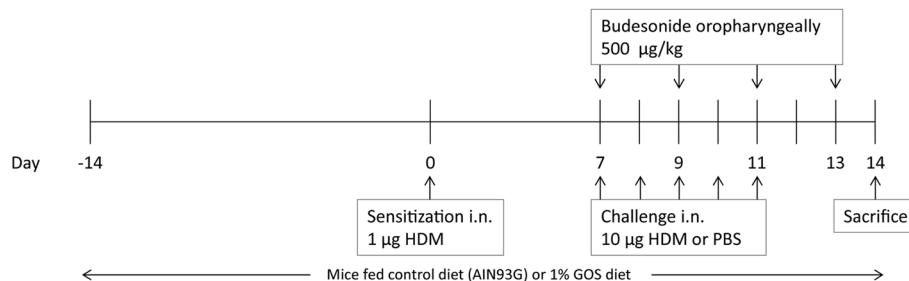 Budesonide oropharyngeally
500 µg/kg
Day -14 0 7 9 11 13 14
Sensitization i.n.
1 µg HDM
Challenge i.n.
10 µg HDM or PBS
Sacrifice
Mice fed control diet (AIN93G) or 1% GOS diet